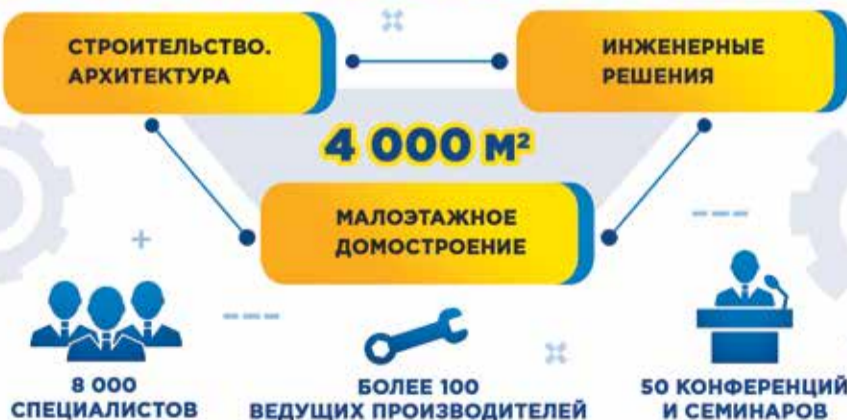 СТРОИТЕЛЬСТВО.
АРХИТЕКТУРА
ИНЖЕНЕРНЫЕ
РЕШЕНИЯ
4 000 М²
МАЛОЭТАЖНОЕ
ДОМОСТРОЕНИЕ
8 000
СПЕЦИАЛИСТОВ
БОЛЕЕ 100
ВЕДУЩИХ ПРОИЗВОДИТЕЛЕЙ
50 КОНФЕРЕНЦИЙ
И СЕМИНАРОВ